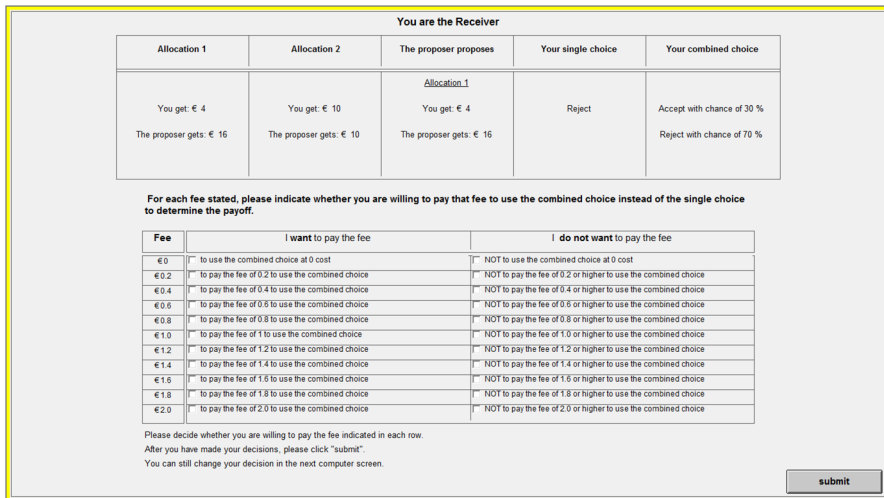 You are the Receiver
Allocation 1 Allocation 2 The proposer proposes Your single choice Your combined choice
Allocation 1
You get: € 4 You get: € 10 You get: € 4 Reject Accept with chance of 30 %
The proposer gets: € 16 The proposer gets: € 10 The proposer gets: € 16 Reject with chance of 70 %
For each fee stated, please indicate whether you are willing to pay that fee to use the combined choice instead of the single choice
to determine the payoff.
Fee I want to pay the fee I do not want to pay the fee
€ 0 to use the combined choice at 0 cost NOT to use the combined choice at 0 cost
€ 0.2 to pay the fee of 0.2 to use the combined choice NOT to pay the fee of 0.2 or higher to use the combined choice
€ 0.4 to pay the fee of 0.4 to use the combined choice NOT to pay the fee of 0.4 or higher to use the combined choice
€ 0.6 to pay the fee of 0.6 to use the combined choice NOT to pay the fee of 0.6 or higher to use the combined choice
€ 0.8 to pay the fee of 0.8 to use the combined choice NOT to pay the fee of 0.8 or higher to use the combined choice
€ 1.0 to pay the fee of 1 to use the combined choice NOT to pay the fee of 1.0 or higher to use the combined choice
€ 1.2 to pay the fee of 1.2 to use the combined choice NOT to pay the fee of 1.2 or higher to use the combined choice
€ 1.4 to pay the fee of 1.4 to use the combined choice NOT to pay the fee of 1.4 or higher to use the combined choice
€ 1.6 to pay the fee of 1.6 to use the combined choice NOT to pay the fee of 1.6 or higher to use the combined choice
€ 1.8 to pay the fee of 1.8 to use the combined choice NOT to pay the fee of 1.8 or higher to use the combined choice
€ 2.0 to pay the fee of 2.0 to use the combined choice NOT to pay the fee of 2.0 or higher to use the combined choice
Please decide whether you are willing to pay the fee indicated in each row.
After you have made your decisions, please click "submit".
You can still change your decision in the next computer screen.
submit